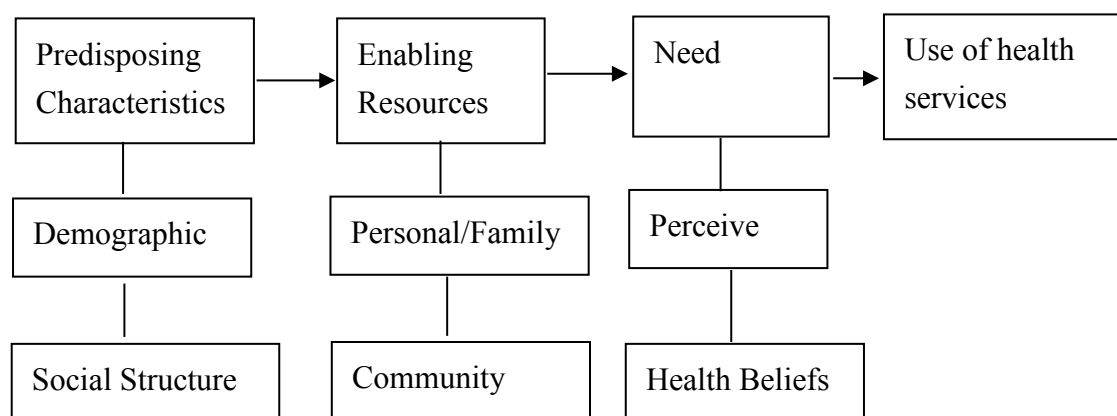 Predisposing
Characteristics
Enabling
Resources
Need
Use of health
services
Demographic
Personal/Family
Perceive
Social Structure
Community
Health Beliefs